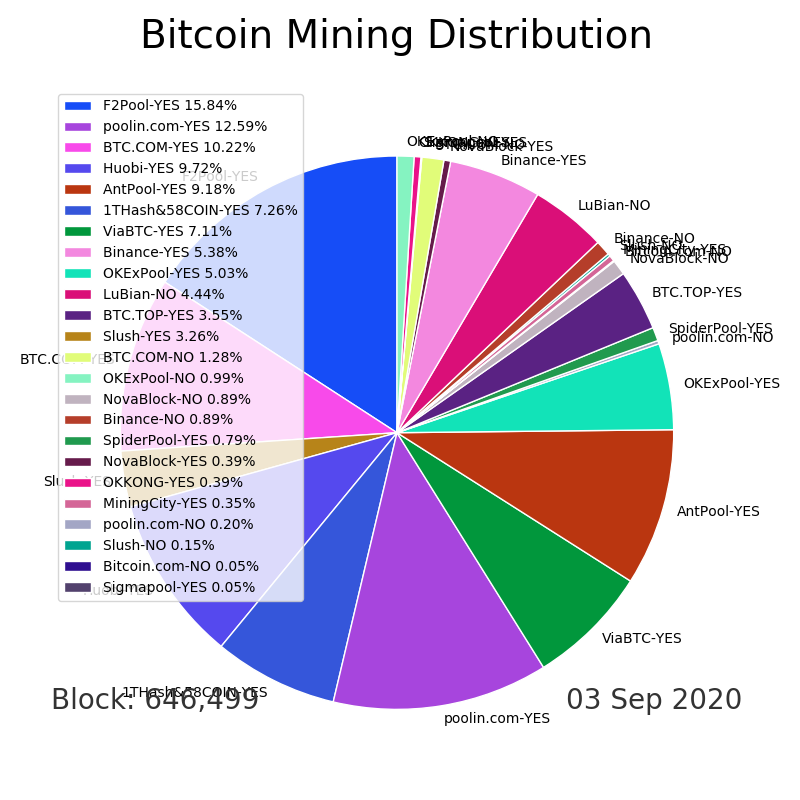 Bitcoin Mining Distribution
F2Pool-YES 15.84%
poolin.com-YES 12.59%
BTC.COM-YES 10.22%
Huobi-YES 9.72%
AntPool-YES 9.18%
1THash&58COIN-YES 7.26%
ViaBTC-YES 7.11%
Binance-YES 5.38%
OKExPool-YES 5.03%
LuBian-NO 4.44%
BTC.TOP-YES 3.55%
Slush-YES 3.26%
BTC.COM-NO 1.28%
OKExPool-NO 0.99%
NovaBlock-NO 0.89%
Binance-NO 0.89%
SpiderPool-YES 0.79%
NovaBlock-YES 0.39%
OKKONG-YES 0.39%
MiningCity-YES 0.35%
poolin.com-NO 0.20%
Slush-NO 0.15%
Bitcoin.com-NO 0.05%
Sigmapool-YES 0.05%
F2Pool-YES
NovaBlock-YES
Binance-YES
LuBian-NO
Binance-NO
Slush-NO
NovaBlock-NO
BTC.TOP-YES
SpiderPool-YES
poolin.com-NO
OKExPool-YES
AntPool-YES
ViaBTC-YES
poolin.com-YES
1THash&58COIN-YES
Block: 646,499
03 Sep 2020